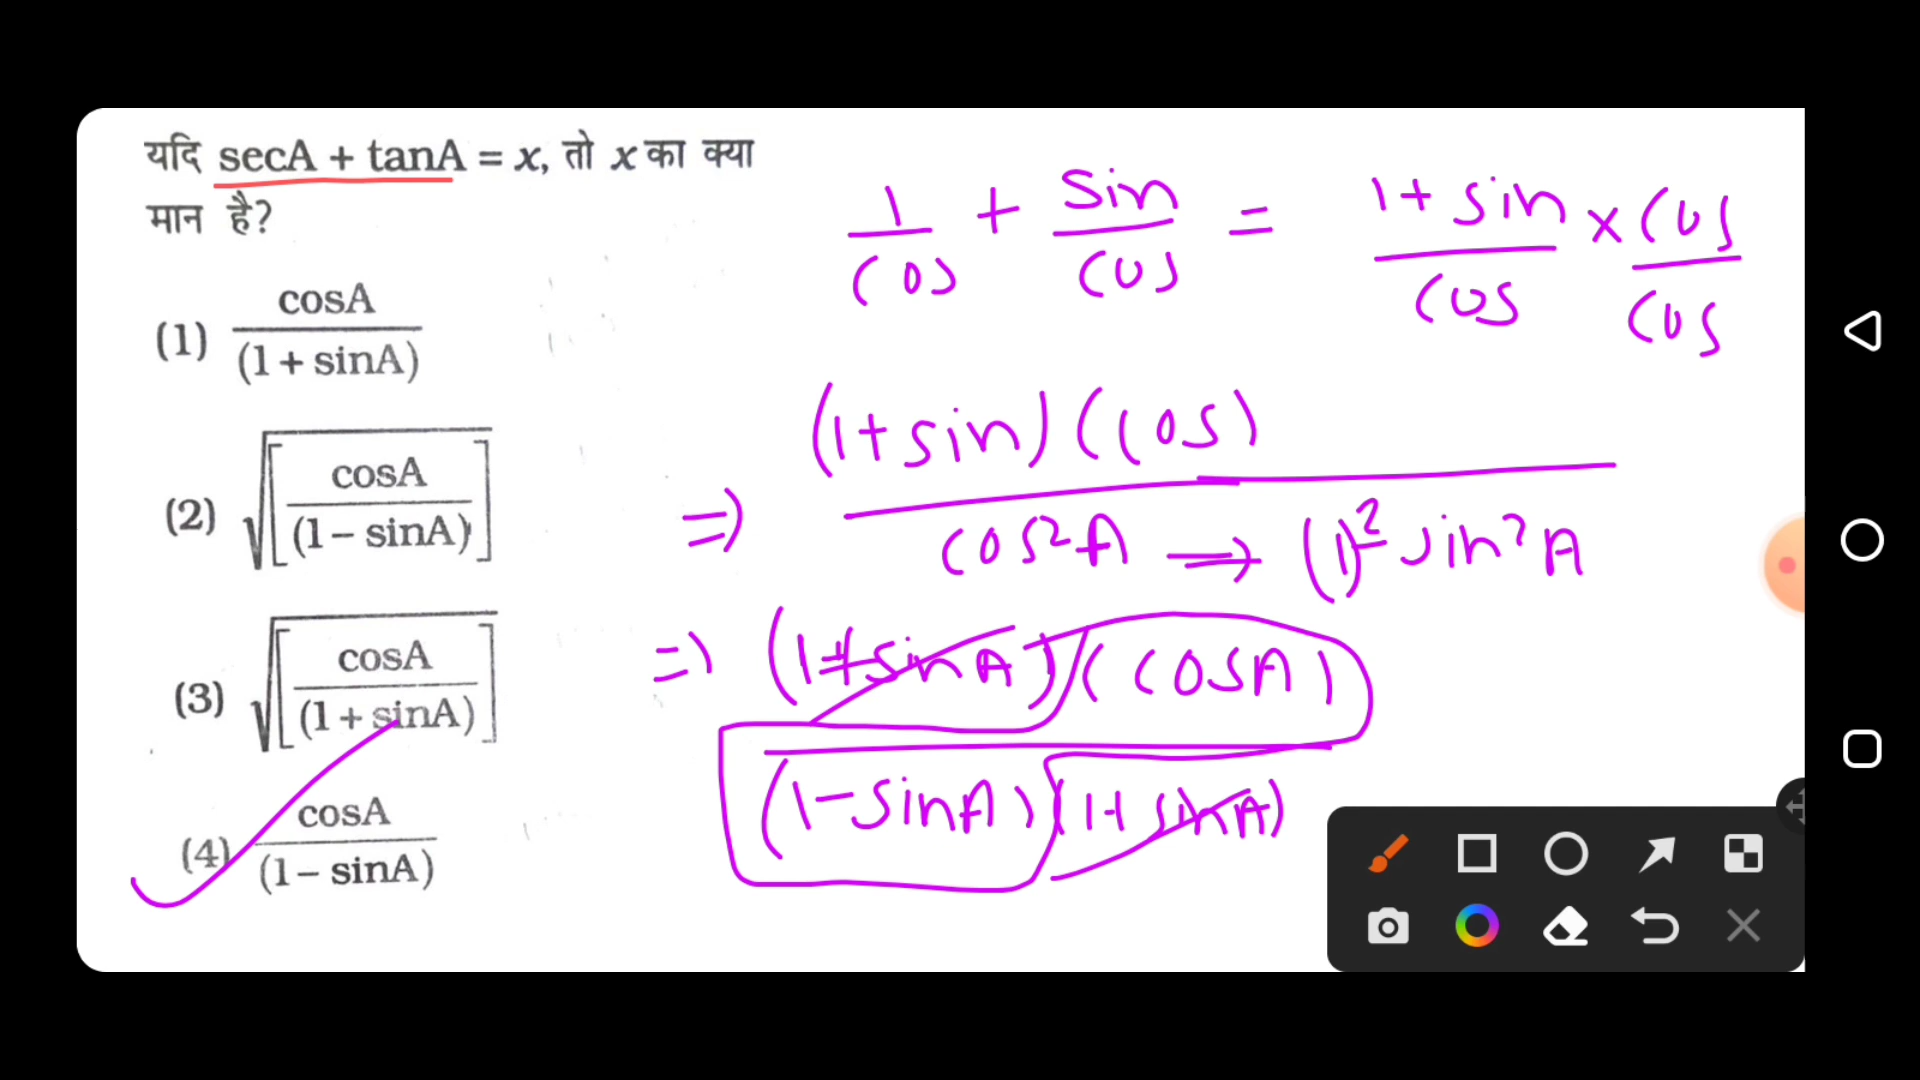 यदि secA + tanA = x, तो x का क्या
मान है?
(1) cosA / (1 + sinA)
(2) √[cosA / (1 – sinA)]
(3) √[cosA / (1 + sinA)]
(4) cosA / (1 – sinA)
1/cos + sin/cos = 1 + sin/cos × cos/cos
⇒ (1 + sin)(cos) / cos²A → (1)² – sin²A
⇒ (1 + sinA)(cosA) / (1 – sinA)(1 + sinA)